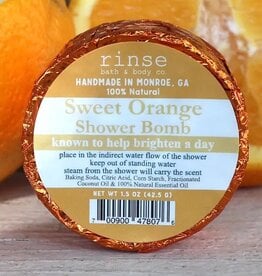 rinse
bath & body co.
HANDMADE IN MONROE, GA
100% Natural
Sweet Orange
Shower Bomb
known to help brighten a day
place in the indirect water flow of the shower
keep out of standing water
steam from the shower will carry the scent
Baking Soda, Citric Acid, Corn Starch, Fractionated
Coconut Oil & 100% Natural Essential Oil
NET WT 1.5 OZ (42.5 G)
7 00900 47807